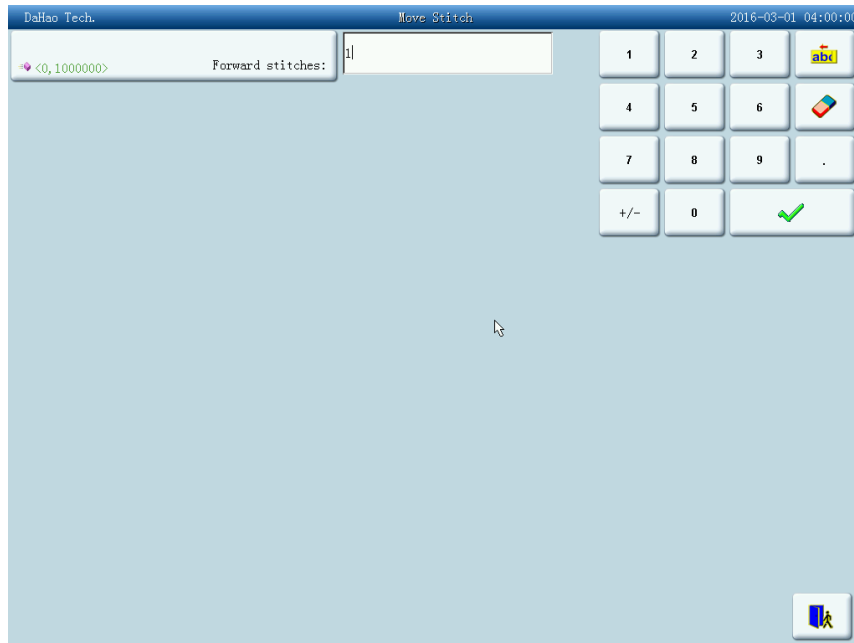 DaHao Tech. Move Stitch 2016-03-01 04:00:00
<0,1000000> Forward stitches: 1
1 2 3 abc
4 5 6
7 8 9 .
+/- 0